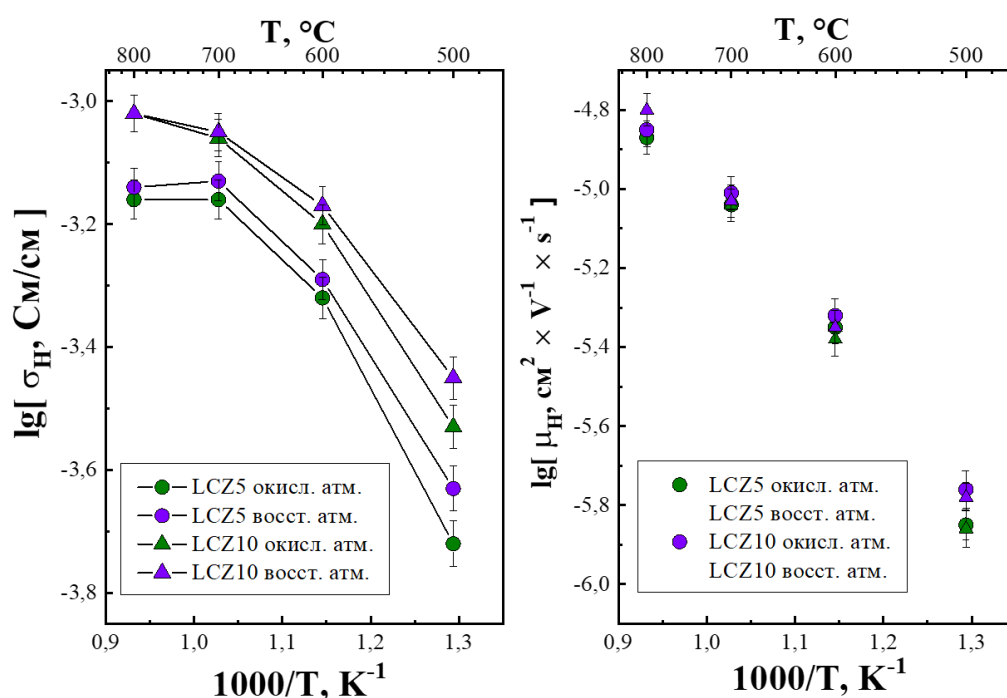 T, °C
800 700 600 500
-3,0
-3,2
-3,4
-3,6
-3,8
lg[ σH, См/см ]
LCZ5 окисл. атм.
LCZ5 восст. атм.
LCZ10 окисл. атм.
LCZ10 восст. атм.
0,9 1,0 1,1 1,2 1,3
1000/T, K-1
T, °C
800 700 600 500
-4,8
-5,0
-5,2
-5,4
-5,6
-5,8
-6,0
lg[ μH, см2 × V-1 × s-1 ]
LCZ5 окисл. атм.
LCZ5 восст. атм.
LCZ10 окисл. атм.
LCZ10 восст. атм.
0,9 1,0 1,1 1,2 1,3
1000/T, K-1